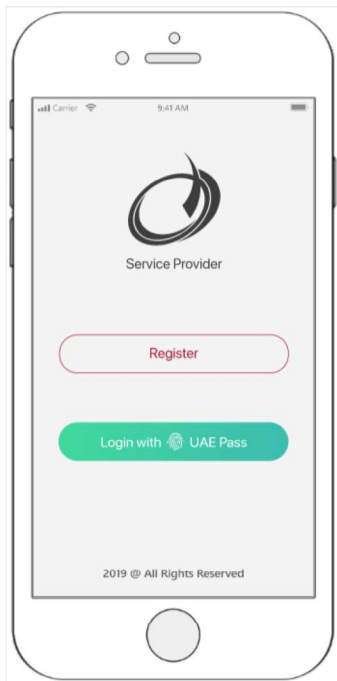 Carrier 9:41 AM
Service Provider
Register
Login with UAE Pass
2019 @ All Rights Reserved